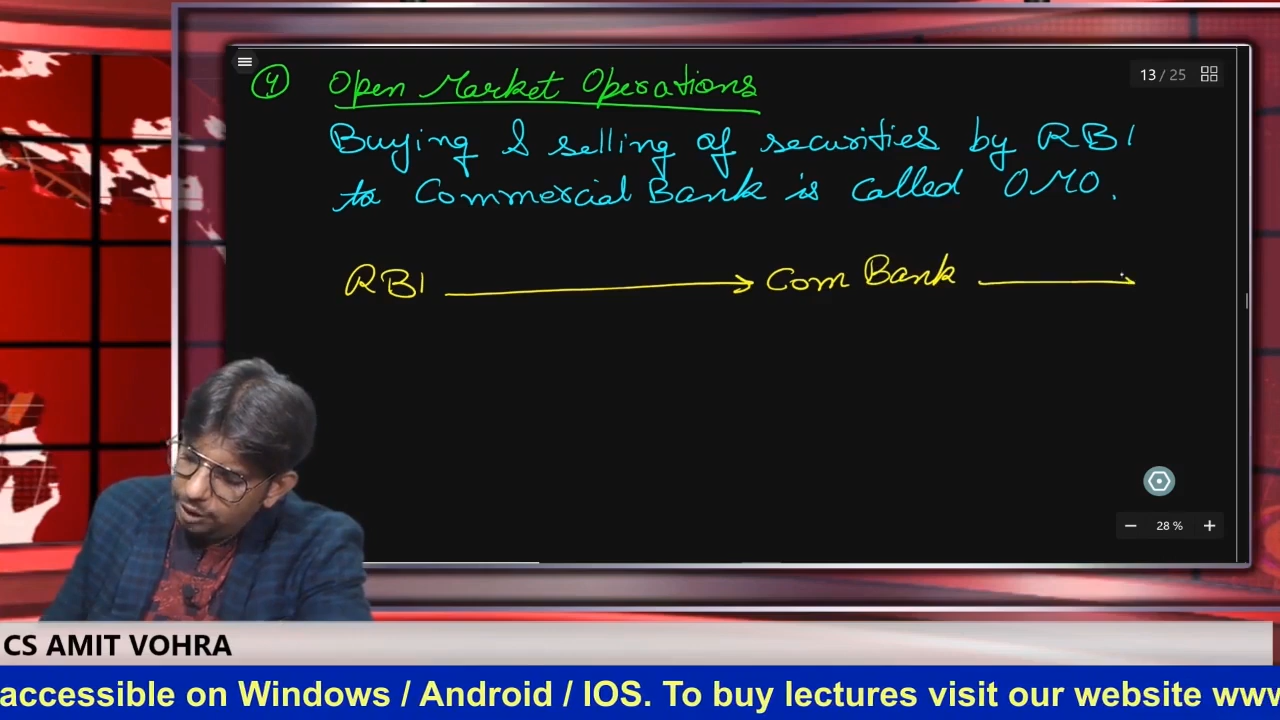 ④ Open Market Operations
13 / 25
Buying & selling of securities by RBI
to Commercial Bank is called OMO.
RBI → Com Bank →
− 28 % +
CS AMIT VOHRA
accessible on Windows / Android / IOS. To buy lectures visit our website www